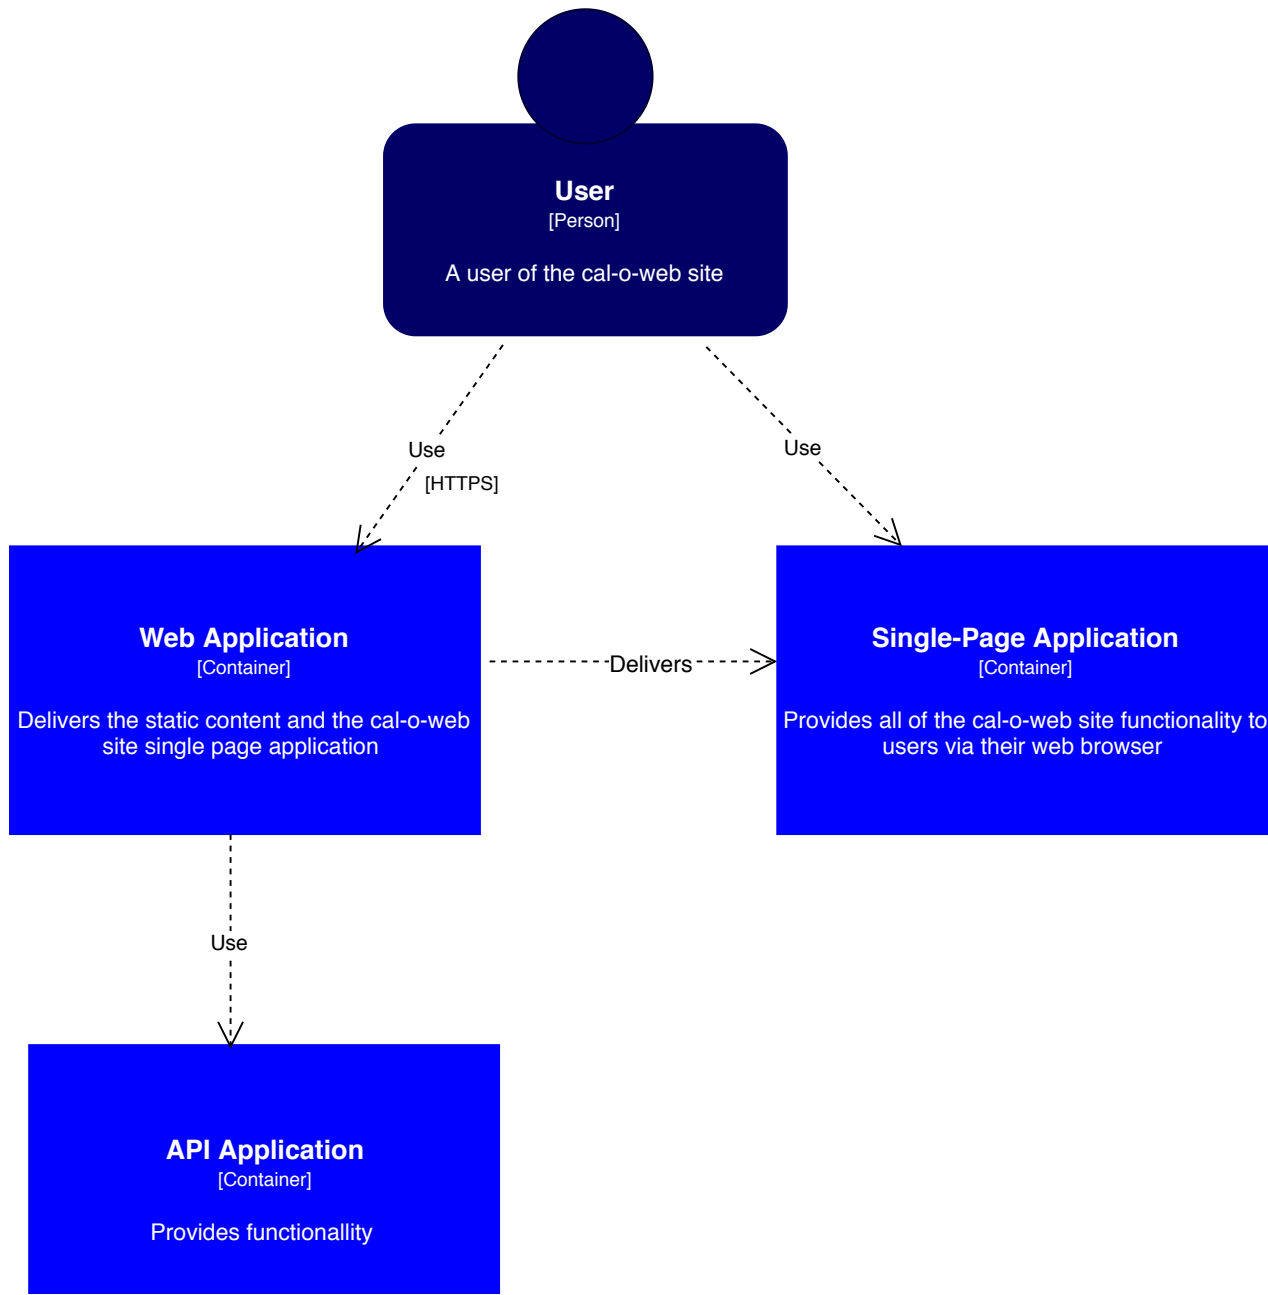 User
[Person]
A user of the cal-o-web site
Use
[HTTPS]
Use
Web Application
[Container]
Delivers the static content and the cal-o-web
site single page application
Delivers
Single-Page Application
[Container]
Provides all of the cal-o-web site functionality to
users via their web browser
Use
API Application
[Container]
Provides functionallity